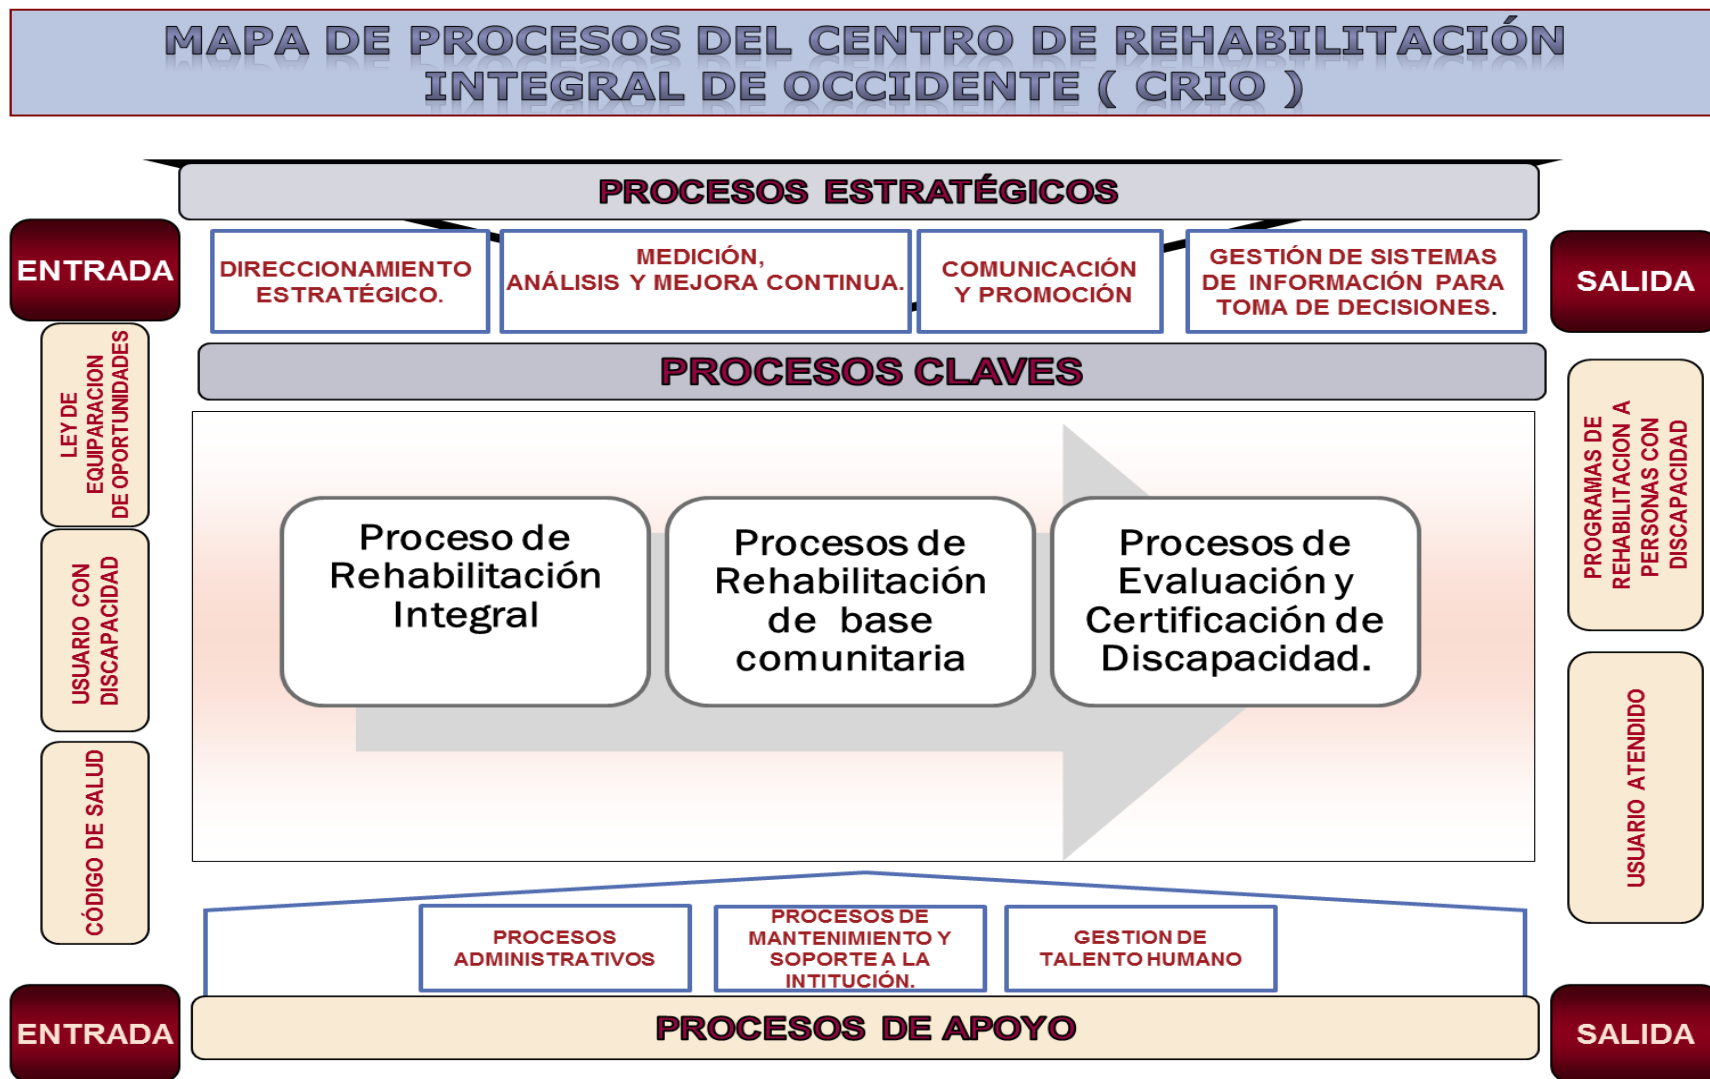 MAPA DE PROCESOS DEL CENTRO DE REHABILITACIÓN
INTEGRAL DE OCCIDENTE ( CRIO )
PROCESOS ESTRATÉGICOS
ENTRADA
DIRECCIONAMIENTO
ESTRATÉGICO.
MEDICIÓN,
ANÁLISIS Y MEJORA CONTINUA.
COMUNICACIÓN
Y PROMOCIÓN
GESTIÓN DE SISTEMAS
DE INFORMACIÓN PARA
TOMA DE DECISIONES.
SALIDA
PROCESOS CLAVES
LEY DE
EQUIPARACION
DE OPORTUNIDADES
USUARIO CON
DISCAPACIDAD
CÓDIGO DE SALUD
Proceso de
Rehabilitación
Integral
Procesos de
Rehabilitación
de base
comunitaria
Procesos de
Evaluación y
Certificación de
Discapacidad.
PROGRAMAS DE
REHABILITACION A
PERSONAS CON
DISCAPACIDAD
USUARIO ATENDIDO
PROCESOS
ADMINISTRATIVOS
PROCESOS DE
MANTENIMIENTO Y
SOPORTE A LA
INTITUCIÓN.
GESTION DE
TALENTO HUMANO
ENTRADA
PROCESOS DE APOYO
SALIDA